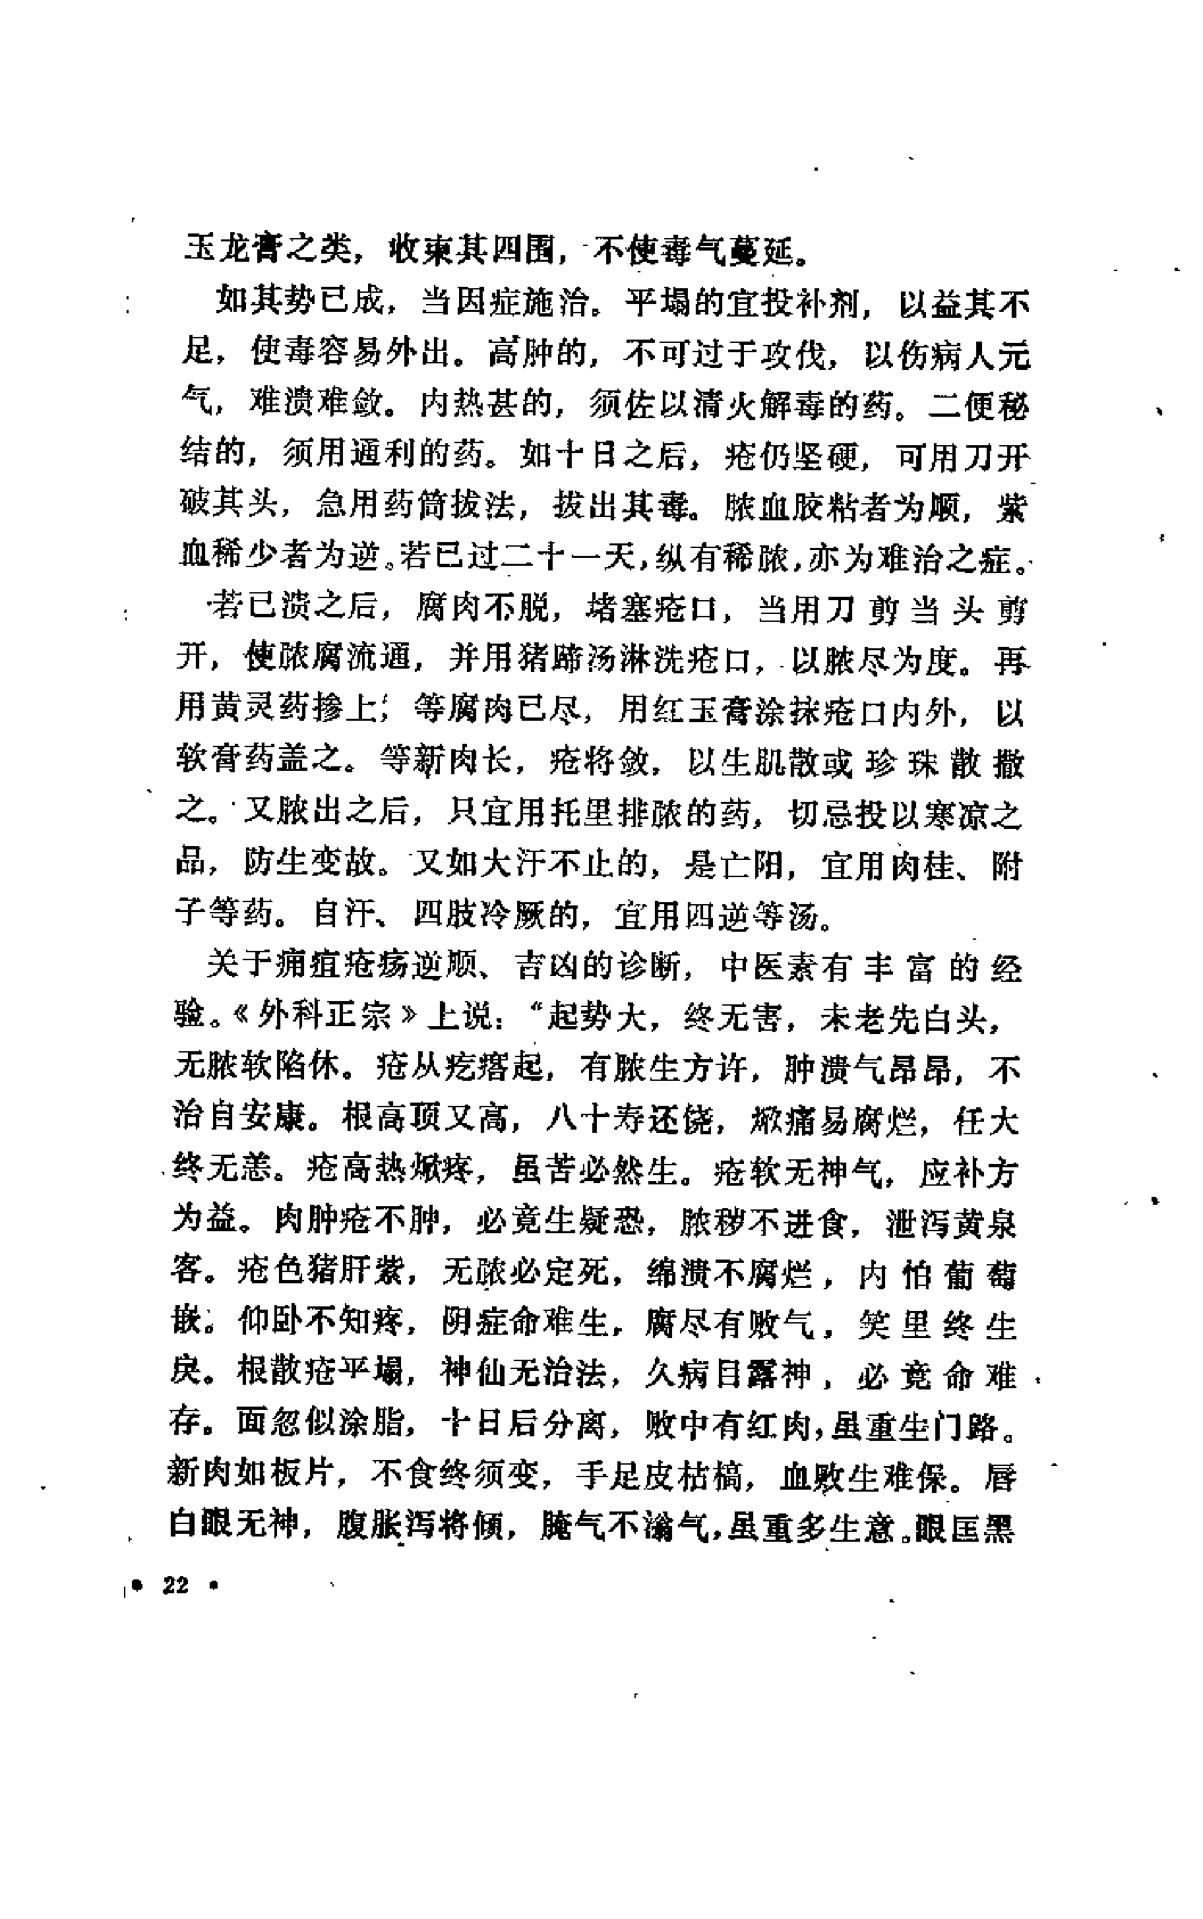 玉龙膏之类，收束其四围，不使毒气蔓延。
如其势已成，当因症施治。平塌的宜投补剂，以益其不
足，使毒容易外出。高肿的，不可过于攻伐，以伤病人元
气，难溃难敛。内热甚的，须佐以清火解毒的药。二便秘
结的，须用通利的药。如十日之后，疮仍坚硬，可用刀开
破其头，急用药筒拔法，拔出其毒。脓血胶粘者为顺，紫
血稀少者为逆。若已过二十一天，纵有稀脓，亦为难治之症。
若已溃之后，腐肉不脱，堵塞疮口，当用刀剪当头剪
开，使脓腐流通，并用猪蹄汤淋洗疮口，以脓尽为度。再
用黄灵药掺上；等腐肉已尽，用红玉膏涂抹疮口内外，以
软膏药盖之。等新肉长，疮将敛，以生肌散或珍珠散撒
之。又脓出之后，只宜用托里排脓的药，切忌投以寒凉之
品，防生变故。又如大汗不止的，是亡阳，宜用肉桂、附
子等药。自汗、四肢冷厥的，宜用四逆等汤。
关于痈疽疮疡逆顺、吉凶的诊断，中医素有丰富的经
验。《外科正宗》上说：“起势大，终无害，未老先白头，
无脓软陷休。疮从疙瘩起，有脓生方许，肿溃气昂昂，不
治自安康。根高顶又高，八十寿还饶，焮痛易腐烂，任大
终无恙。疮高热焮疼，虽苦必然生。疮软无神气，应补方
为益。肉肿疮不肿，必竟生疑恐，脓秽不进食，泄泻黄泉
客。疮色猪肝紫，无脓必定死，绵溃不腐烂，内怕葡萄
嵌。仰卧不知疼，阴症命难生，腐尽有败气，笑里终生
戾。根散疮平塌，神仙无治法，久病目露神，必竟命难
存。面忽似涂脂，十日后分离，败中有红肉，虽重生门路。
新肉如板片，不食终须变，手足皮枯槁，血败生难保。唇
白眼无神，腹胀泻将倾，腌气不滃气，虽重多生意。眼匡黑
• 22 •